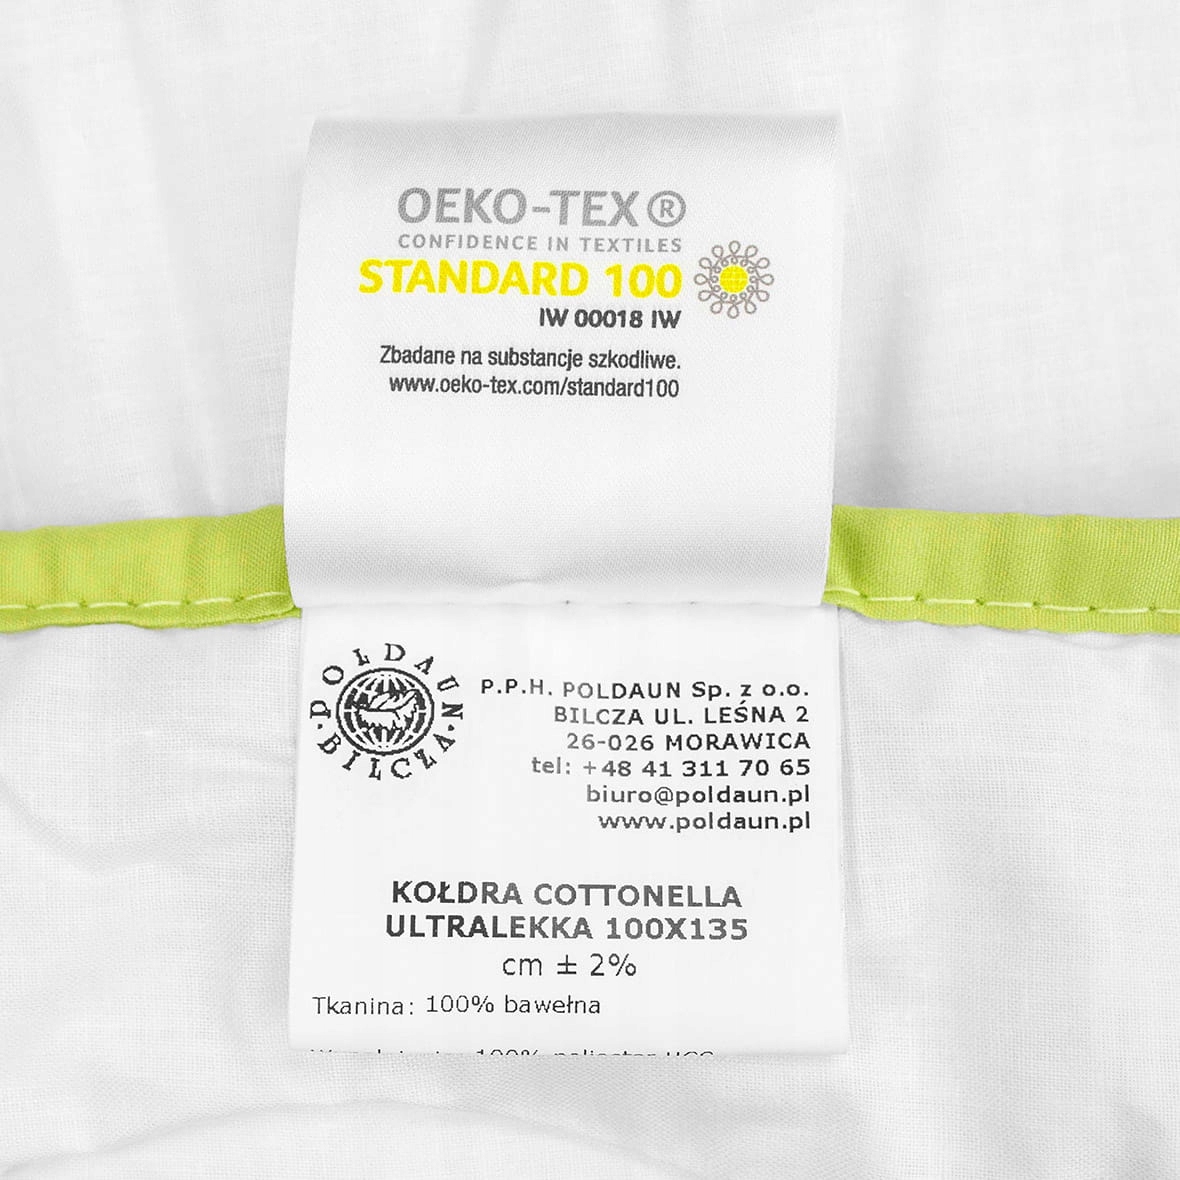 OEKO-TEX®
CONFIDENCE IN TEXTILES
STANDARD 100
IW 00018 IW
Zbadane na substancje szkodliwe.
www.oeko-tex.com/standard100
POLDAUN
·BILCZA·
P.P.H. POLDAUN Sp. z o.o.
BILCZA UL. LEŚNA 2
26-026 MORAWICA
tel: +48 41 311 70 65
biuro@poldaun.pl
www.poldaun.pl
KOŁDRA COTTONELLA
ULTRALEKKA 100X135
cm ± 2%
Tkanina: 100% bawełna
100% poliester